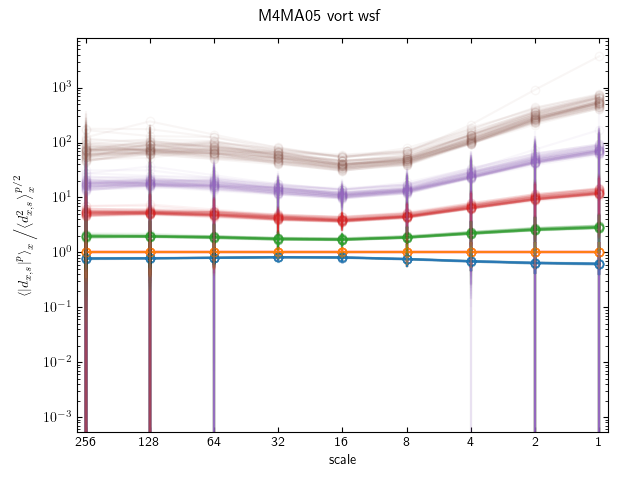 M4MA05 vort wsf
⟨|d_{x,s}|^p⟩_x / ⟨d_{x,s}^2⟩_x^{p/2}
10^3
10^2
10^1
10^0
10^{-1}
10^{-2}
10^{-3}
256 128 64 32 16 8 4 2 1
scale